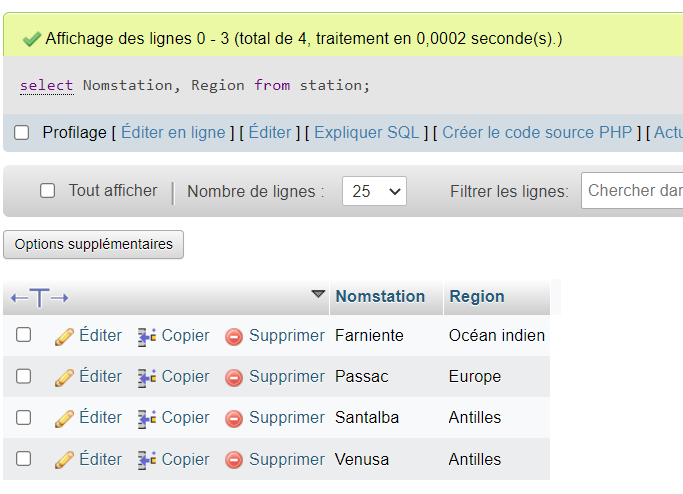 Affichage des lignes 0 - 3 (total de 4, traitement en 0,0002 seconde(s).)
select Nomstation, Region from station;
Profilage [ Éditer en ligne ] [ Éditer ] [ Expliquer SQL ] [ Créer le code source PHP ] [ Actu
Tout afficher | Nombre de lignes : 25 Filtrer les lignes: Chercher dan
Options supplémentaires
←T→ Nomstation Region
Éditer Copier Supprimer Farniente Océan indien
Éditer Copier Supprimer Passac Europe
Éditer Copier Supprimer Santalba Antilles
Éditer Copier Supprimer Venusa Antilles